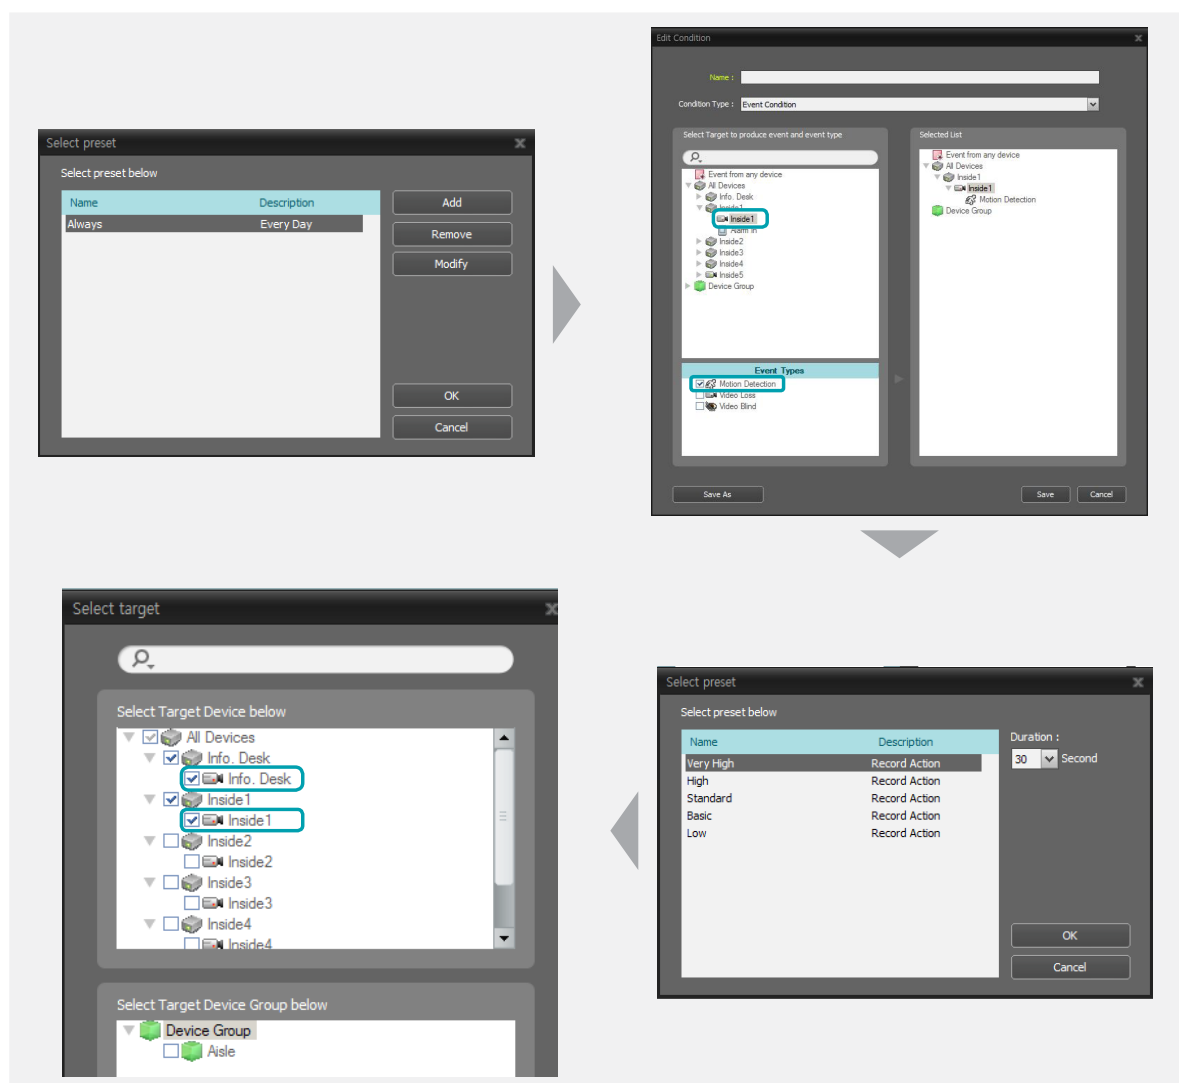 Select preset
Select preset below
Name Description
Always Every Day
Add
Remove
Modify
OK
Cancel
Edit Condition
Name :
Condition Type : Event Condition
Select Target to produce event and event type
Event from any device
All Devices
Info. Desk
Inside1
Inside1
Alarm In
Inside2
Inside3
Inside4
Inside5
Device Group
Event Types
Motion Detection
Video Loss
Video Blind
Selected List
Event from any device
All Devices
Inside1
Inside1
Motion Detection
Device Group
Save As
Save
Cancel
Select target
Select Target Device below
All Devices
Info. Desk
Info. Desk
Inside1
Inside1
Inside2
Inside2
Inside3
Inside3
Inside4
Inside4
Select Target Device Group below
Device Group
Aisle
Select preset
Select preset below
Name Description
Very High Record Action
High Record Action
Standard Record Action
Basic Record Action
Low Record Action
Duration :
30 Second
OK
Cancel